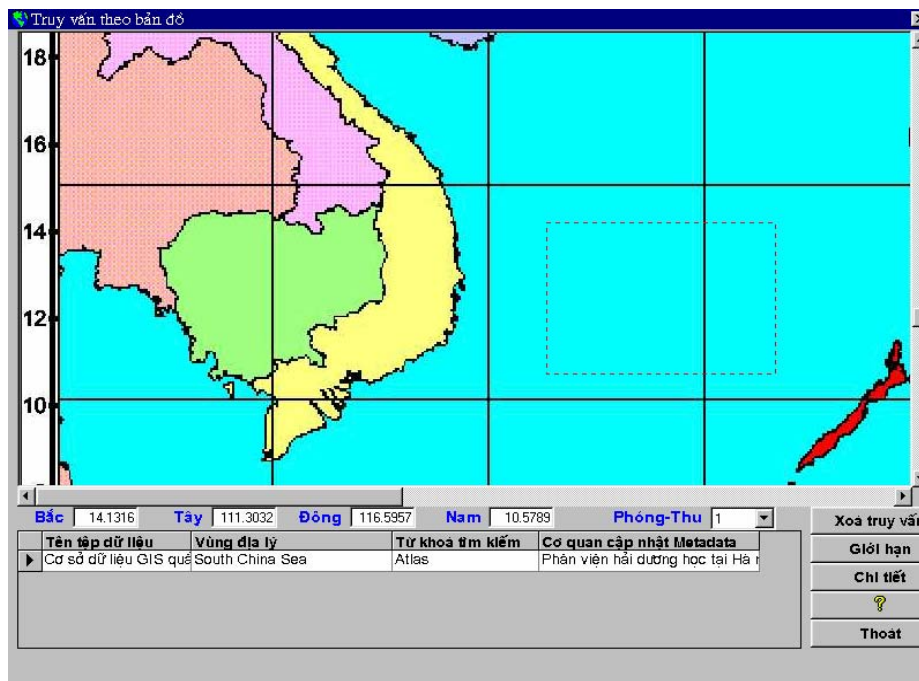 Truy vấn theo bản đồ
18
16
14
12
10
Bắc 14.1316 Tây 111.3032 Đông 116.5957 Nam 10.5789 Phóng-Thu 1
Tên tệp dữ liệu Vùng địa lý Từ khoá tìm kiếm Cơ quan cập nhật Metadata
Cơ sở dữ liệu GIS quả South China Sea Atlas Phân viện hải dương học tại Hà r
Xoá truy vấ
Giới hạn
Chi tiết
?
Thoát